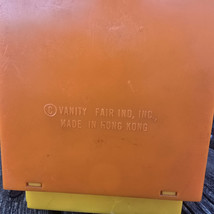 © VANITY FAIR IND, INC
MADE IN HONG KONG